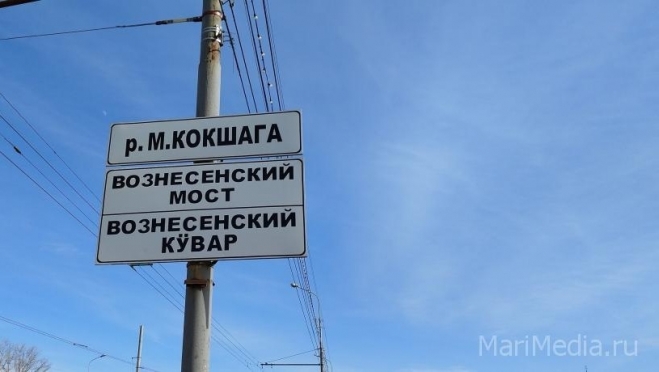 р. М.КОКШАГА
ВОЗНЕСЕНСКИЙ
МОСТ
ВОЗНЕСЕНСКИЙ
КӰВАР
MariMedia.ru